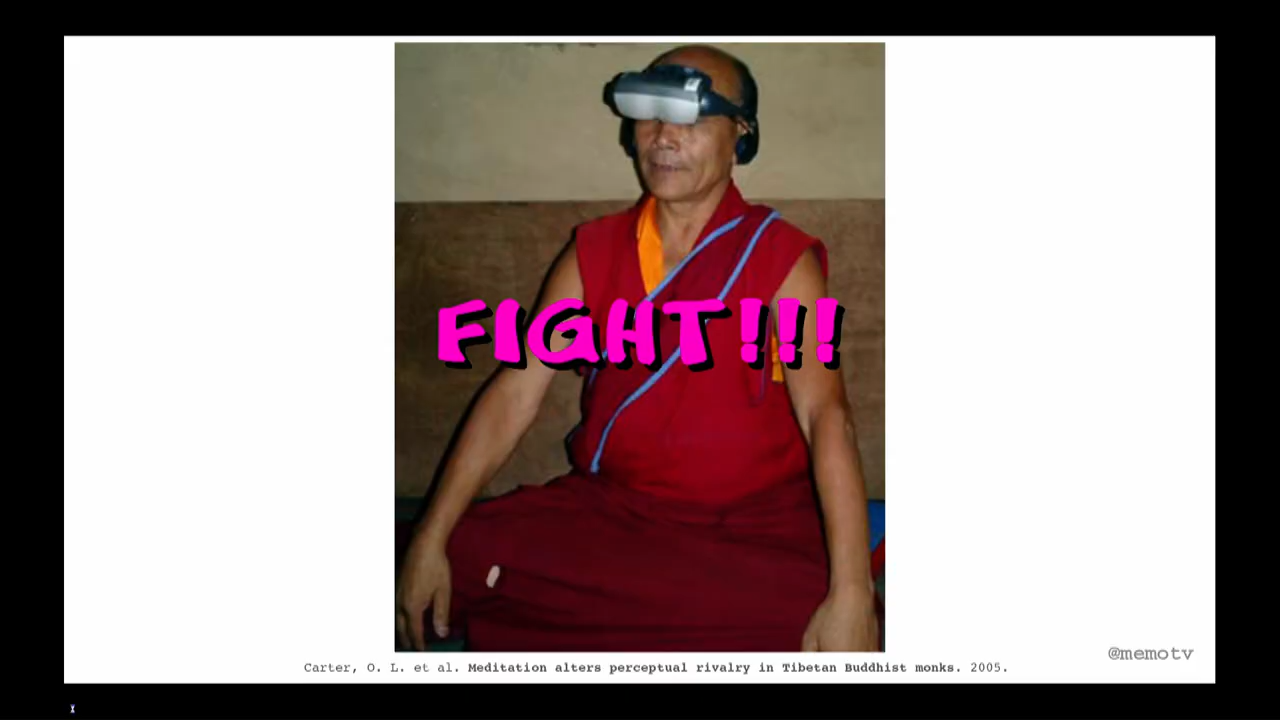 FIGHT!!!
@memotv
Carter, O. L. et al. Meditation alters perceptual rivalry in Tibetan Buddhist monks. 2005.